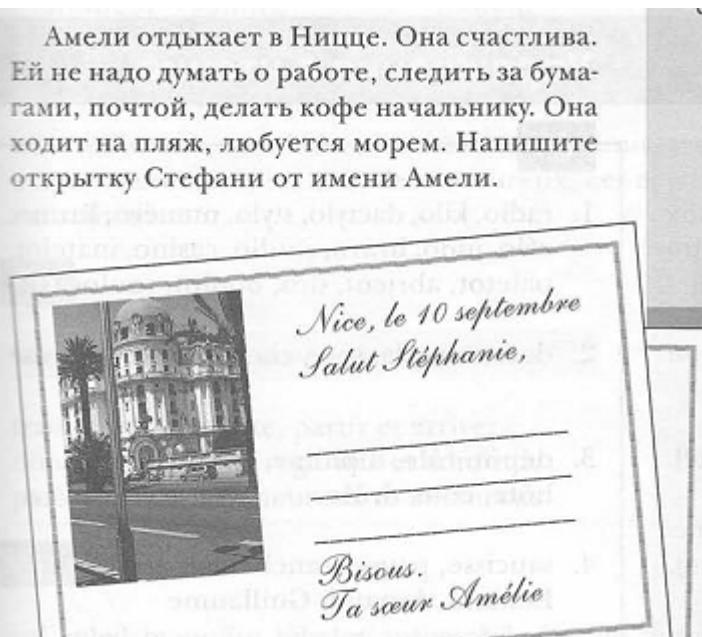 Амели отдыхает в Ницце. Она счастлива.
Ей не надо думать о работе, следить за бума-
гами, почтой, делать кофе начальнику. Она
ходит на пляж, любуется морем. Напишите
открытку Стефани от имени Амели.
Nice, le 10 septembre
Salut Stéphanie,
Bisous.
Ta sœur Amélie